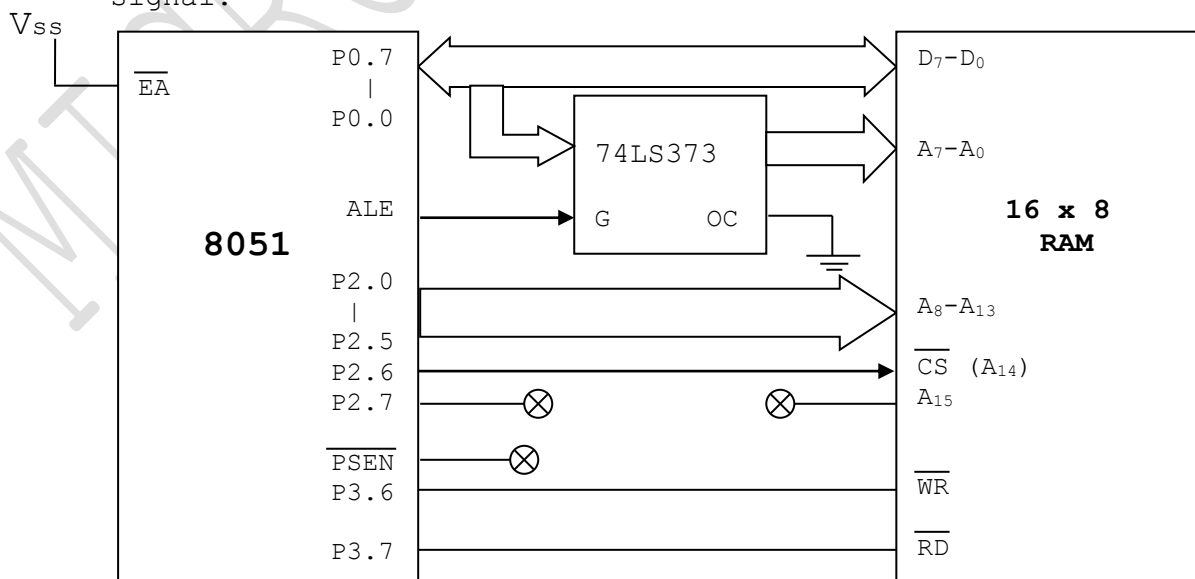 signal.
Vss
EA
P0.7
|
P0.0
ALE
8051
P2.0
|
P2.5
P2.6
P2.7
PSEN
P3.6
P3.7
74LS373
G OC
D₇-D₀
A₇-A₀
16 x 8
RAM
A₈-A₁₃
CS (A₁₄)
A₁₅
WR
RD